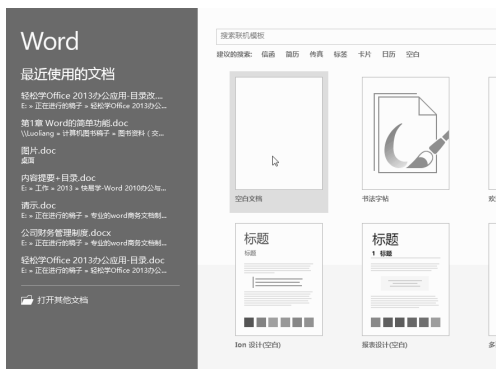 Word
最近使用的文档
轻松学Office 2013办公应用-目录改...
E: » 正在进行的稿子 » 轻松学Office 2013办公...
第1章 Word的简单功能.doc
\\Luoliang » 计算机图书稿子 » 图书资料（交...
图片.doc
桌面
内容提要+目录.doc
E: » 工作 » 2013 » 快易学-Word 2010办公与...
请示.doc
E: » 正在进行的稿子 » 专业的word商务文档制...
公司财务管理制度.docx
E: » 正在进行的稿子 » 专业的word商务文档制...
轻松学Office 2013办公应用-目录.doc
E: » 正在进行的稿子 » 轻松学Office 2013办公...
打开其他文档
搜索联机模板
建议的搜索: 信函 简历 传真 标签 卡片 日历 空白
空白文档
书法字帖
欢
标题
标题
标题
1 标题
Ion 设计(空白)
报表设计(空白)
多